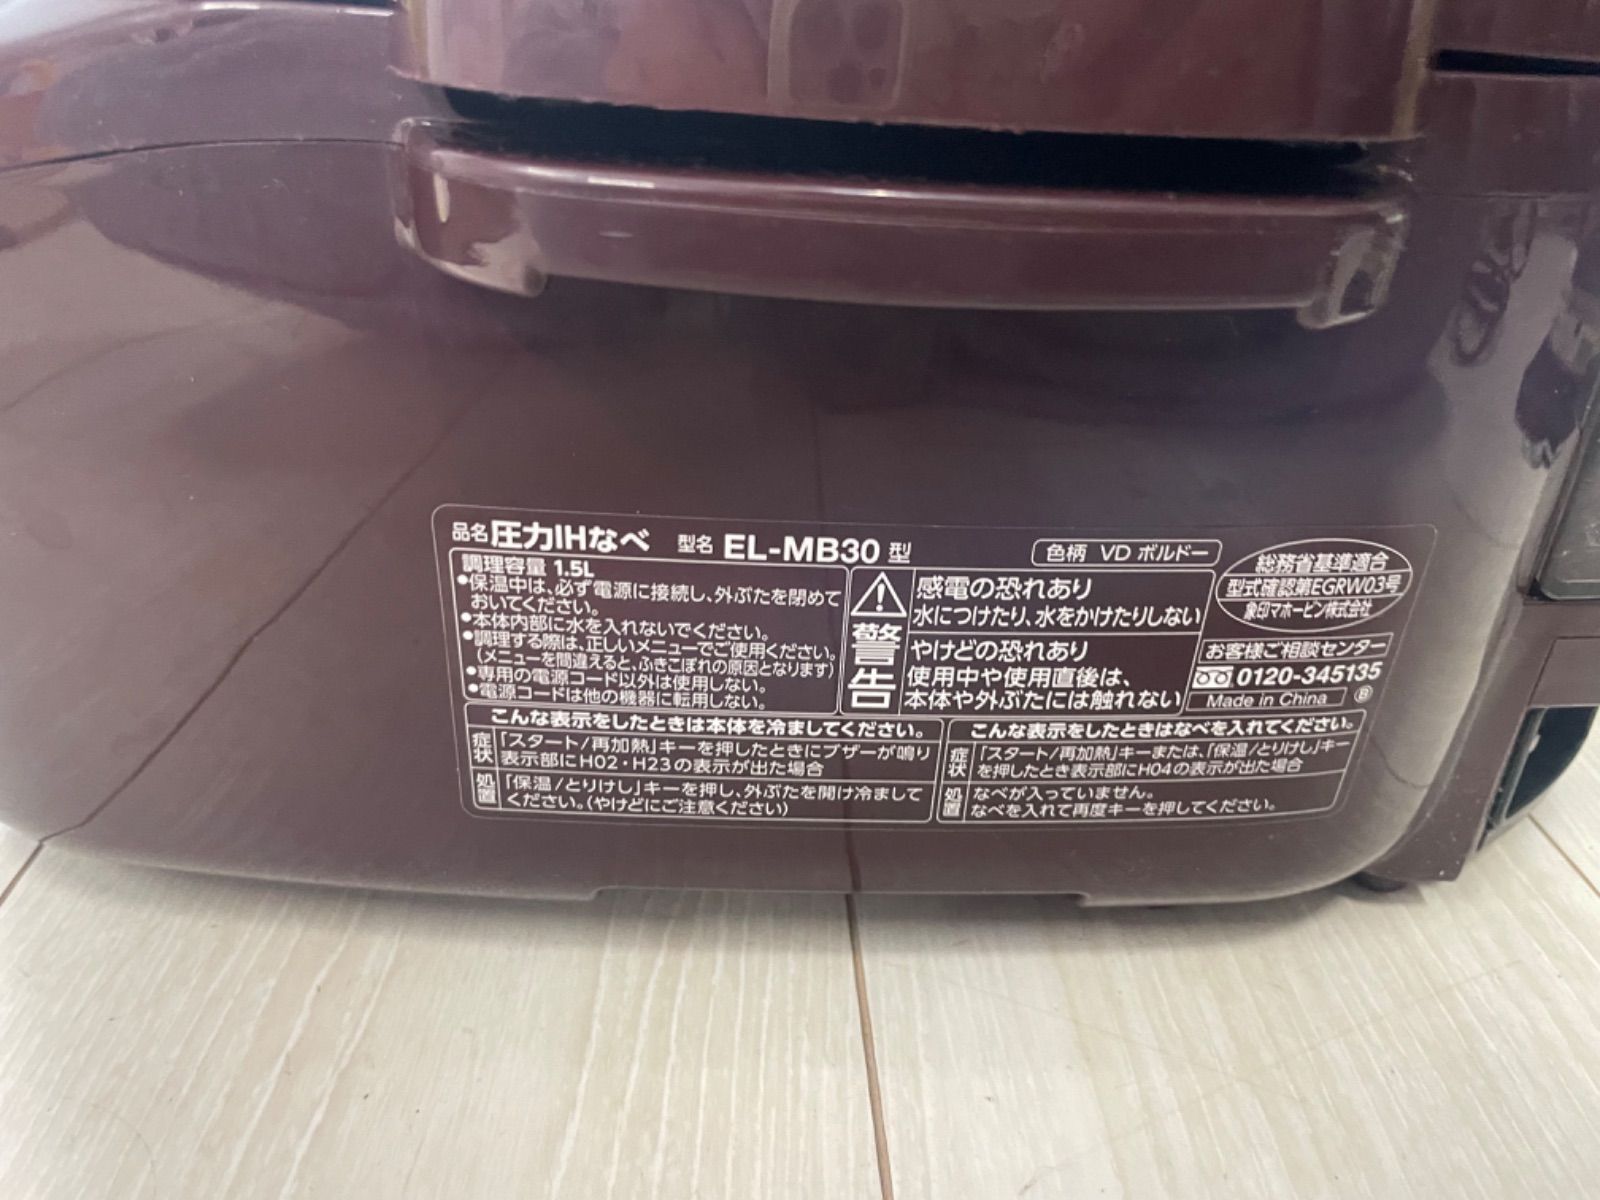 品名 圧力IHなべ 型名 EL-MB30 型 色柄 VD ボルドー
調理容量 1.5L
●保温中は、必ず電源に接続し、外ぶたを閉めて
おいてください。
●本体内部に水を入れないでください。
●調理する際は、正しいメニューでご使用ください。
(メニューを間違えると、ふきこぼれの原因となります)
●専用の電源コード以外は使用しない。
●電源コードは他の機器に転用しない。
警告
感電の恐れあり
水につけたり、水をかけたりしない
やけどの恐れあり
使用中や使用直後は、
本体や外ぶたには触れない
総務省基準適合
型式確認第EGRW03号
象印マホービン株式会社
お客様ご相談センター
0120-345135
Made in China Ⓑ
こんな表示をしたときは本体を冷ましてください。
症状 「スタート/再加熱」キーを押したときにブザーが鳴り
表示部にH02・H23の表示が出た場合
処置 「保温/とりけし」キーを押し、外ぶたを開け冷まして
ください。(やけどにご注意ください)
こんな表示をしたときはなべを入れてください。
症状 「スタート/再加熱」キーまたは、「保温/とりけし」キー
を押したとき表示部にH04の表示が出た場合
処置 なべが入っていません。
なべを入れて再度キーを押してください。